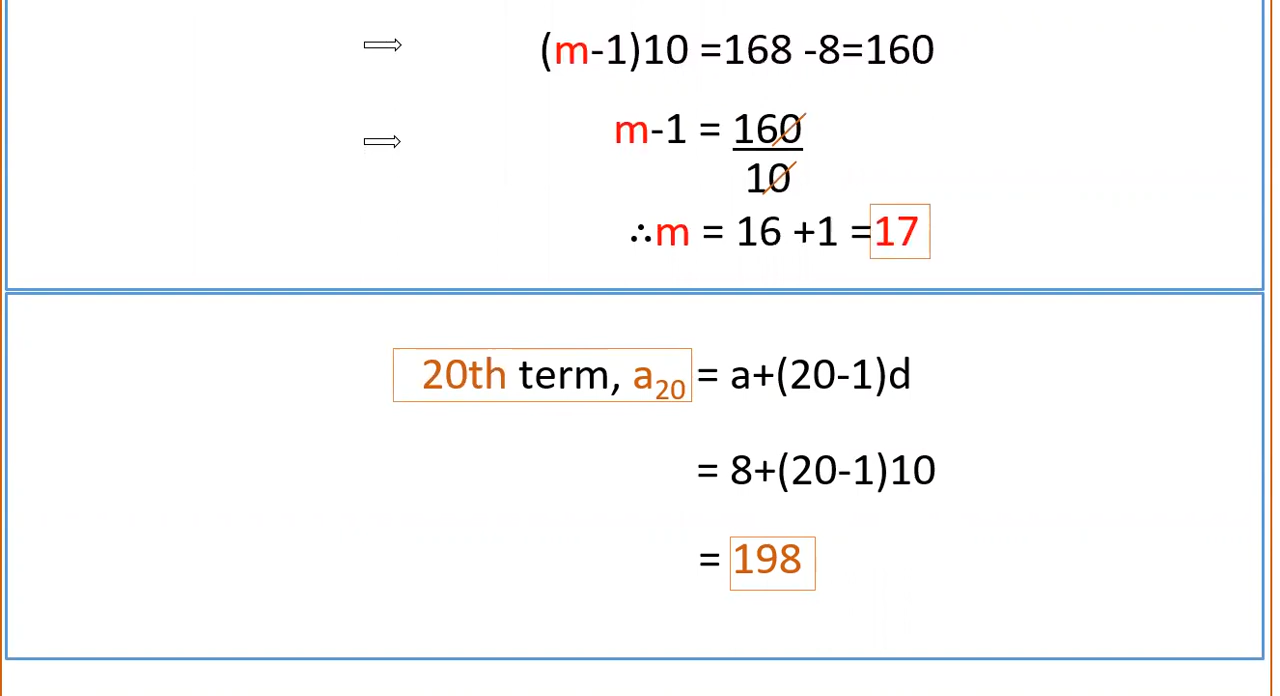 ⇒ (m-1)10 =168 -8=160
⇒ m-1 = 160
10
∴m = 16 +1 =17
20th term, a₂₀ = a+(20-1)d
= 8+(20-1)10
= 198